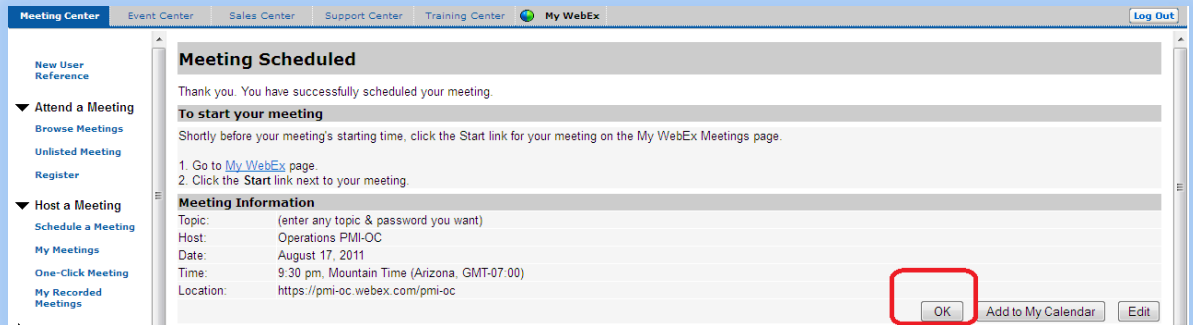 Meeting Center Event Center Sales Center Support Center Training Center My WebEx Log Out
New User
Reference
Attend a Meeting
Browse Meetings
Unlisted Meeting
Register
Host a Meeting
Schedule a Meeting
My Meetings
One-Click Meeting
My Recorded
Meetings
Meeting Scheduled
Thank you. You have successfully scheduled your meeting.
To start your meeting
Shortly before your meeting's starting time, click the Start link for your meeting on the My WebEx Meetings page.
1. Go to My WebEx page.
2. Click the Start link next to your meeting.
Meeting Information
Topic: (enter any topic & password you want)
Host: Operations PMI-OC
Date: August 17, 2011
Time: 9:30 pm, Mountain Time (Arizona, GMT-07:00)
Location: https://pmi-oc.webex.com/pmi-oc
OK Add to My Calendar Edit